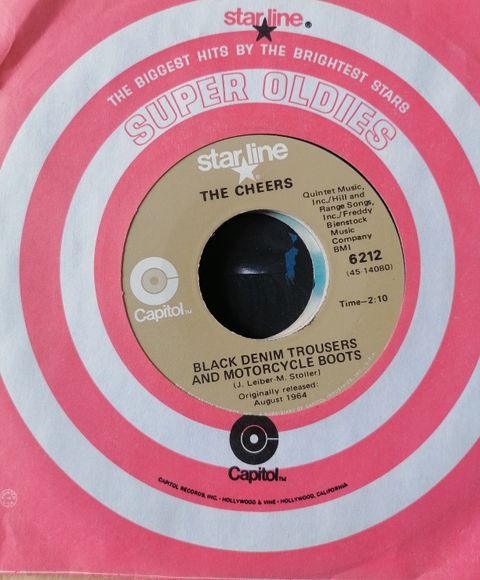 starline®
THE BIGGEST HITS BY THE BRIGHTEST STARS
SUPER OLDIES
starline®
THE CHEERS
Quintet Music,
Inc./Hill and
Range Songs,
Inc./Freddy
Bienstock
Music
Company
BMI
6212
(45-14080)
Capitol™
Time—2:10
BLACK DENIM TROUSERS
AND MOTORCYCLE BOOTS
(J. Leiber-M. Stoller)
Originally released:
August 1964
Capitol™
CAPITOL RECORDS, INC. • HOLLYWOOD & VINE • HOLLYWOOD, CALIFORNIA